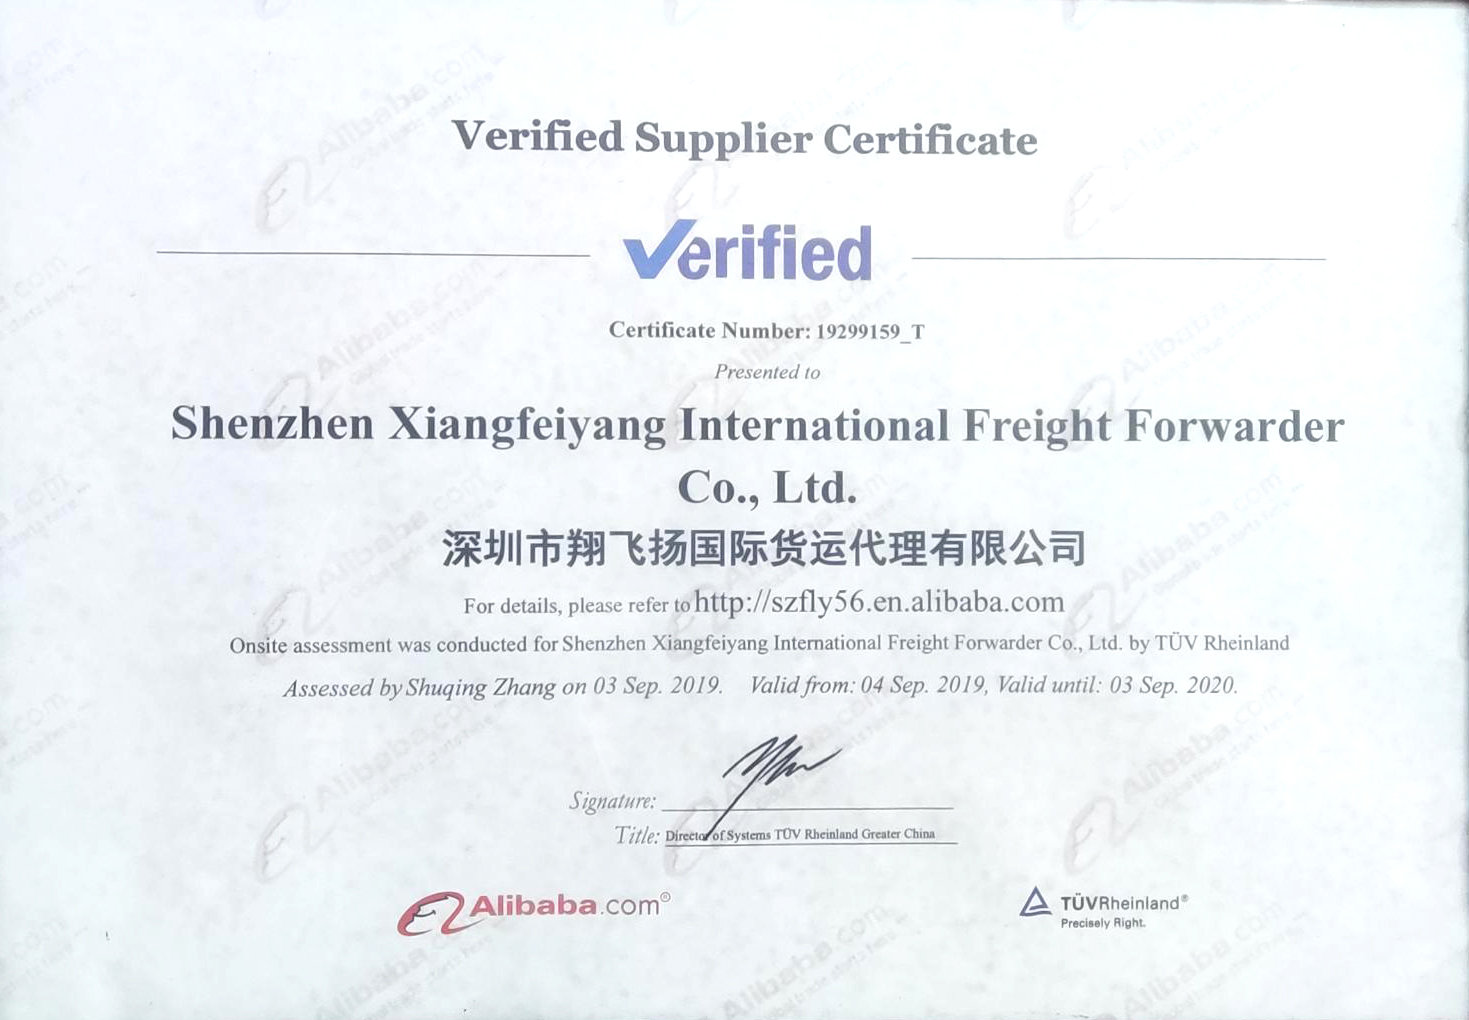 Verified Supplier Certificate
Verified
Certificate Number: 19299159_T
Presented to
Shenzhen Xiangfeiyang International Freight Forwarder
Co., Ltd.
深圳市翔飞扬国际货运代理有限公司
For details, please refer to http://szfly56.en.alibaba.com
Onsite assessment was conducted for Shenzhen Xiangfeiyang International Freight Forwarder Co., Ltd. by TÜV Rheinland
Assessed by Shuqing Zhang on 03 Sep. 2019. Valid from: 04 Sep. 2019, Valid until: 03 Sep. 2020.
Signature:
Title: Director of Systems TÜV Rheinland Greater China
Alibaba.com®
TÜVRheinland®
Precisely Right.